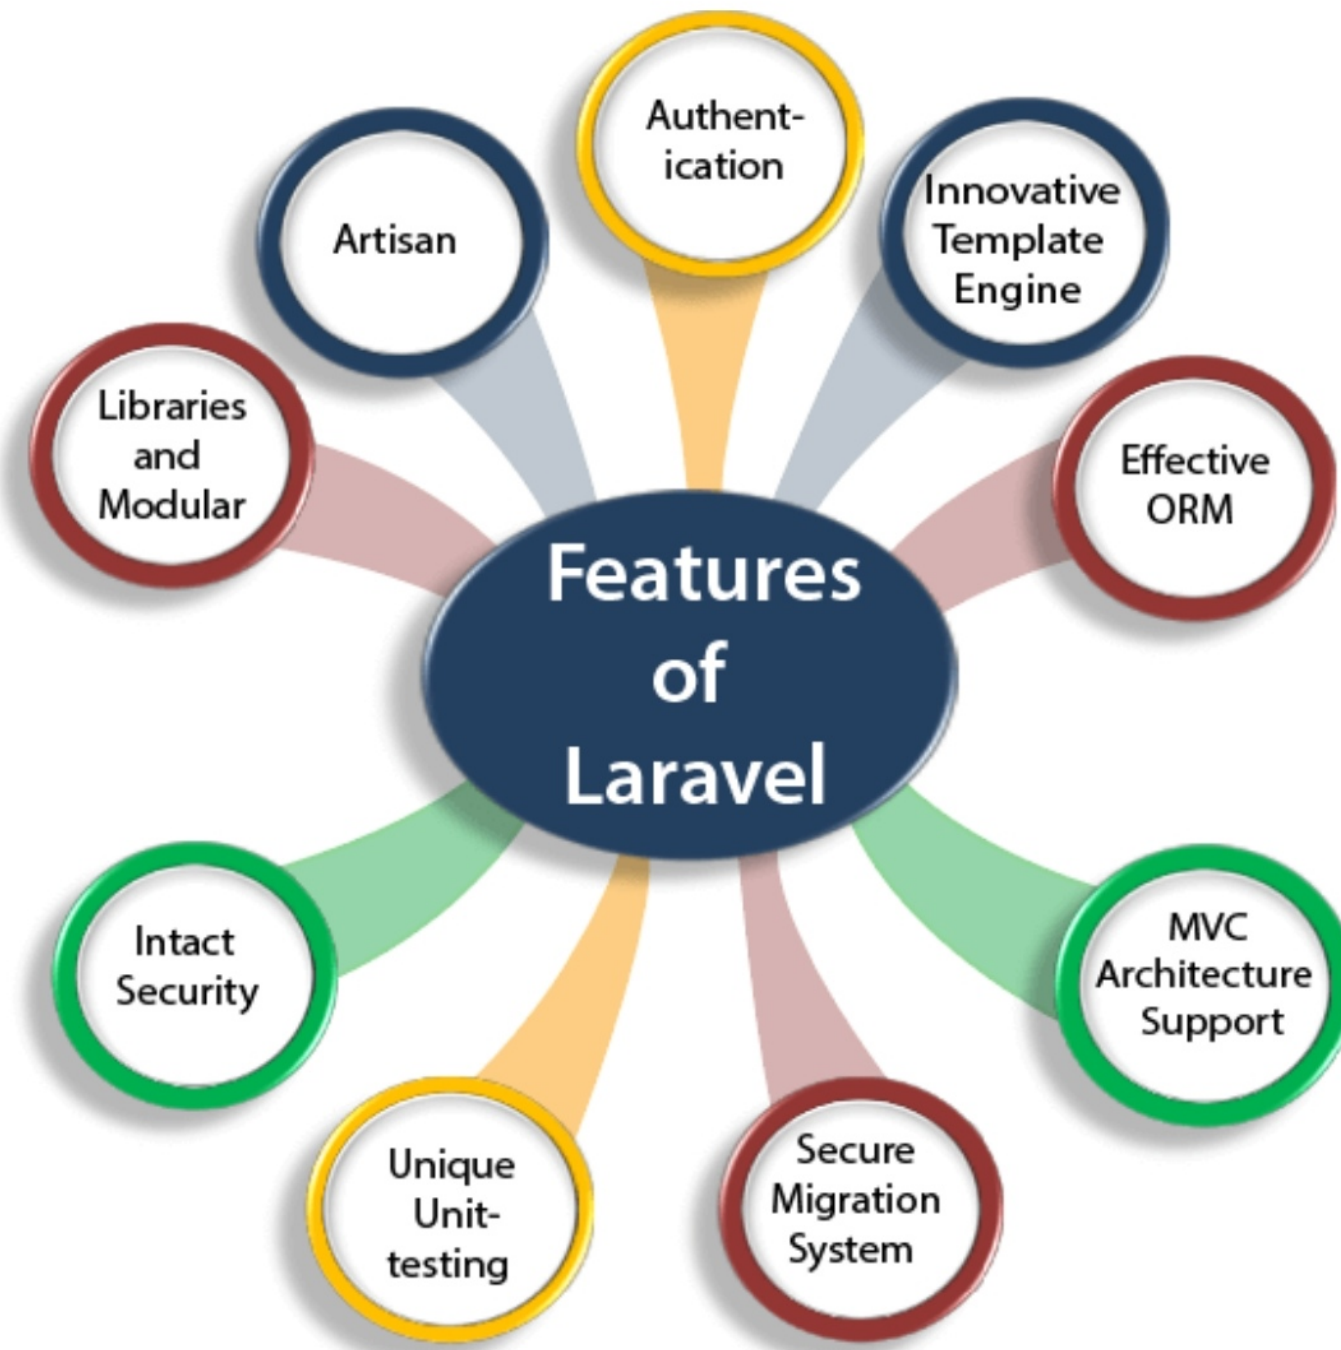 Authent-
ication
Innovative
Template
Engine
Artisan
Libraries
and
Modular
Effective
ORM
Features
of
Laravel
Intact
Security
MVC
Architecture
Support
Unique
Unit-
testing
Secure
Migration
System